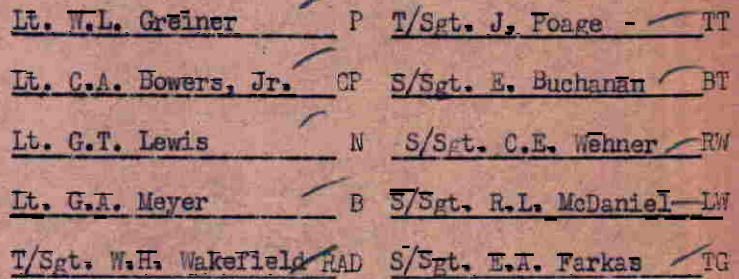 Lt. W.L. Greiner P T/Sgt. J, Poage - TT
Lt. C.A. Bowers, Jr. CP S/Sgt. E. Buchanan BT
Lt. G.T. Lewis N S/Sgt. C.E. Wehner RW
Lt. G.A. Meyer B S/Sgt. R.L. McDaniel LW
T/Sgt. W.H. Wakefield RAD S/Sgt. E.A. Farkas TG